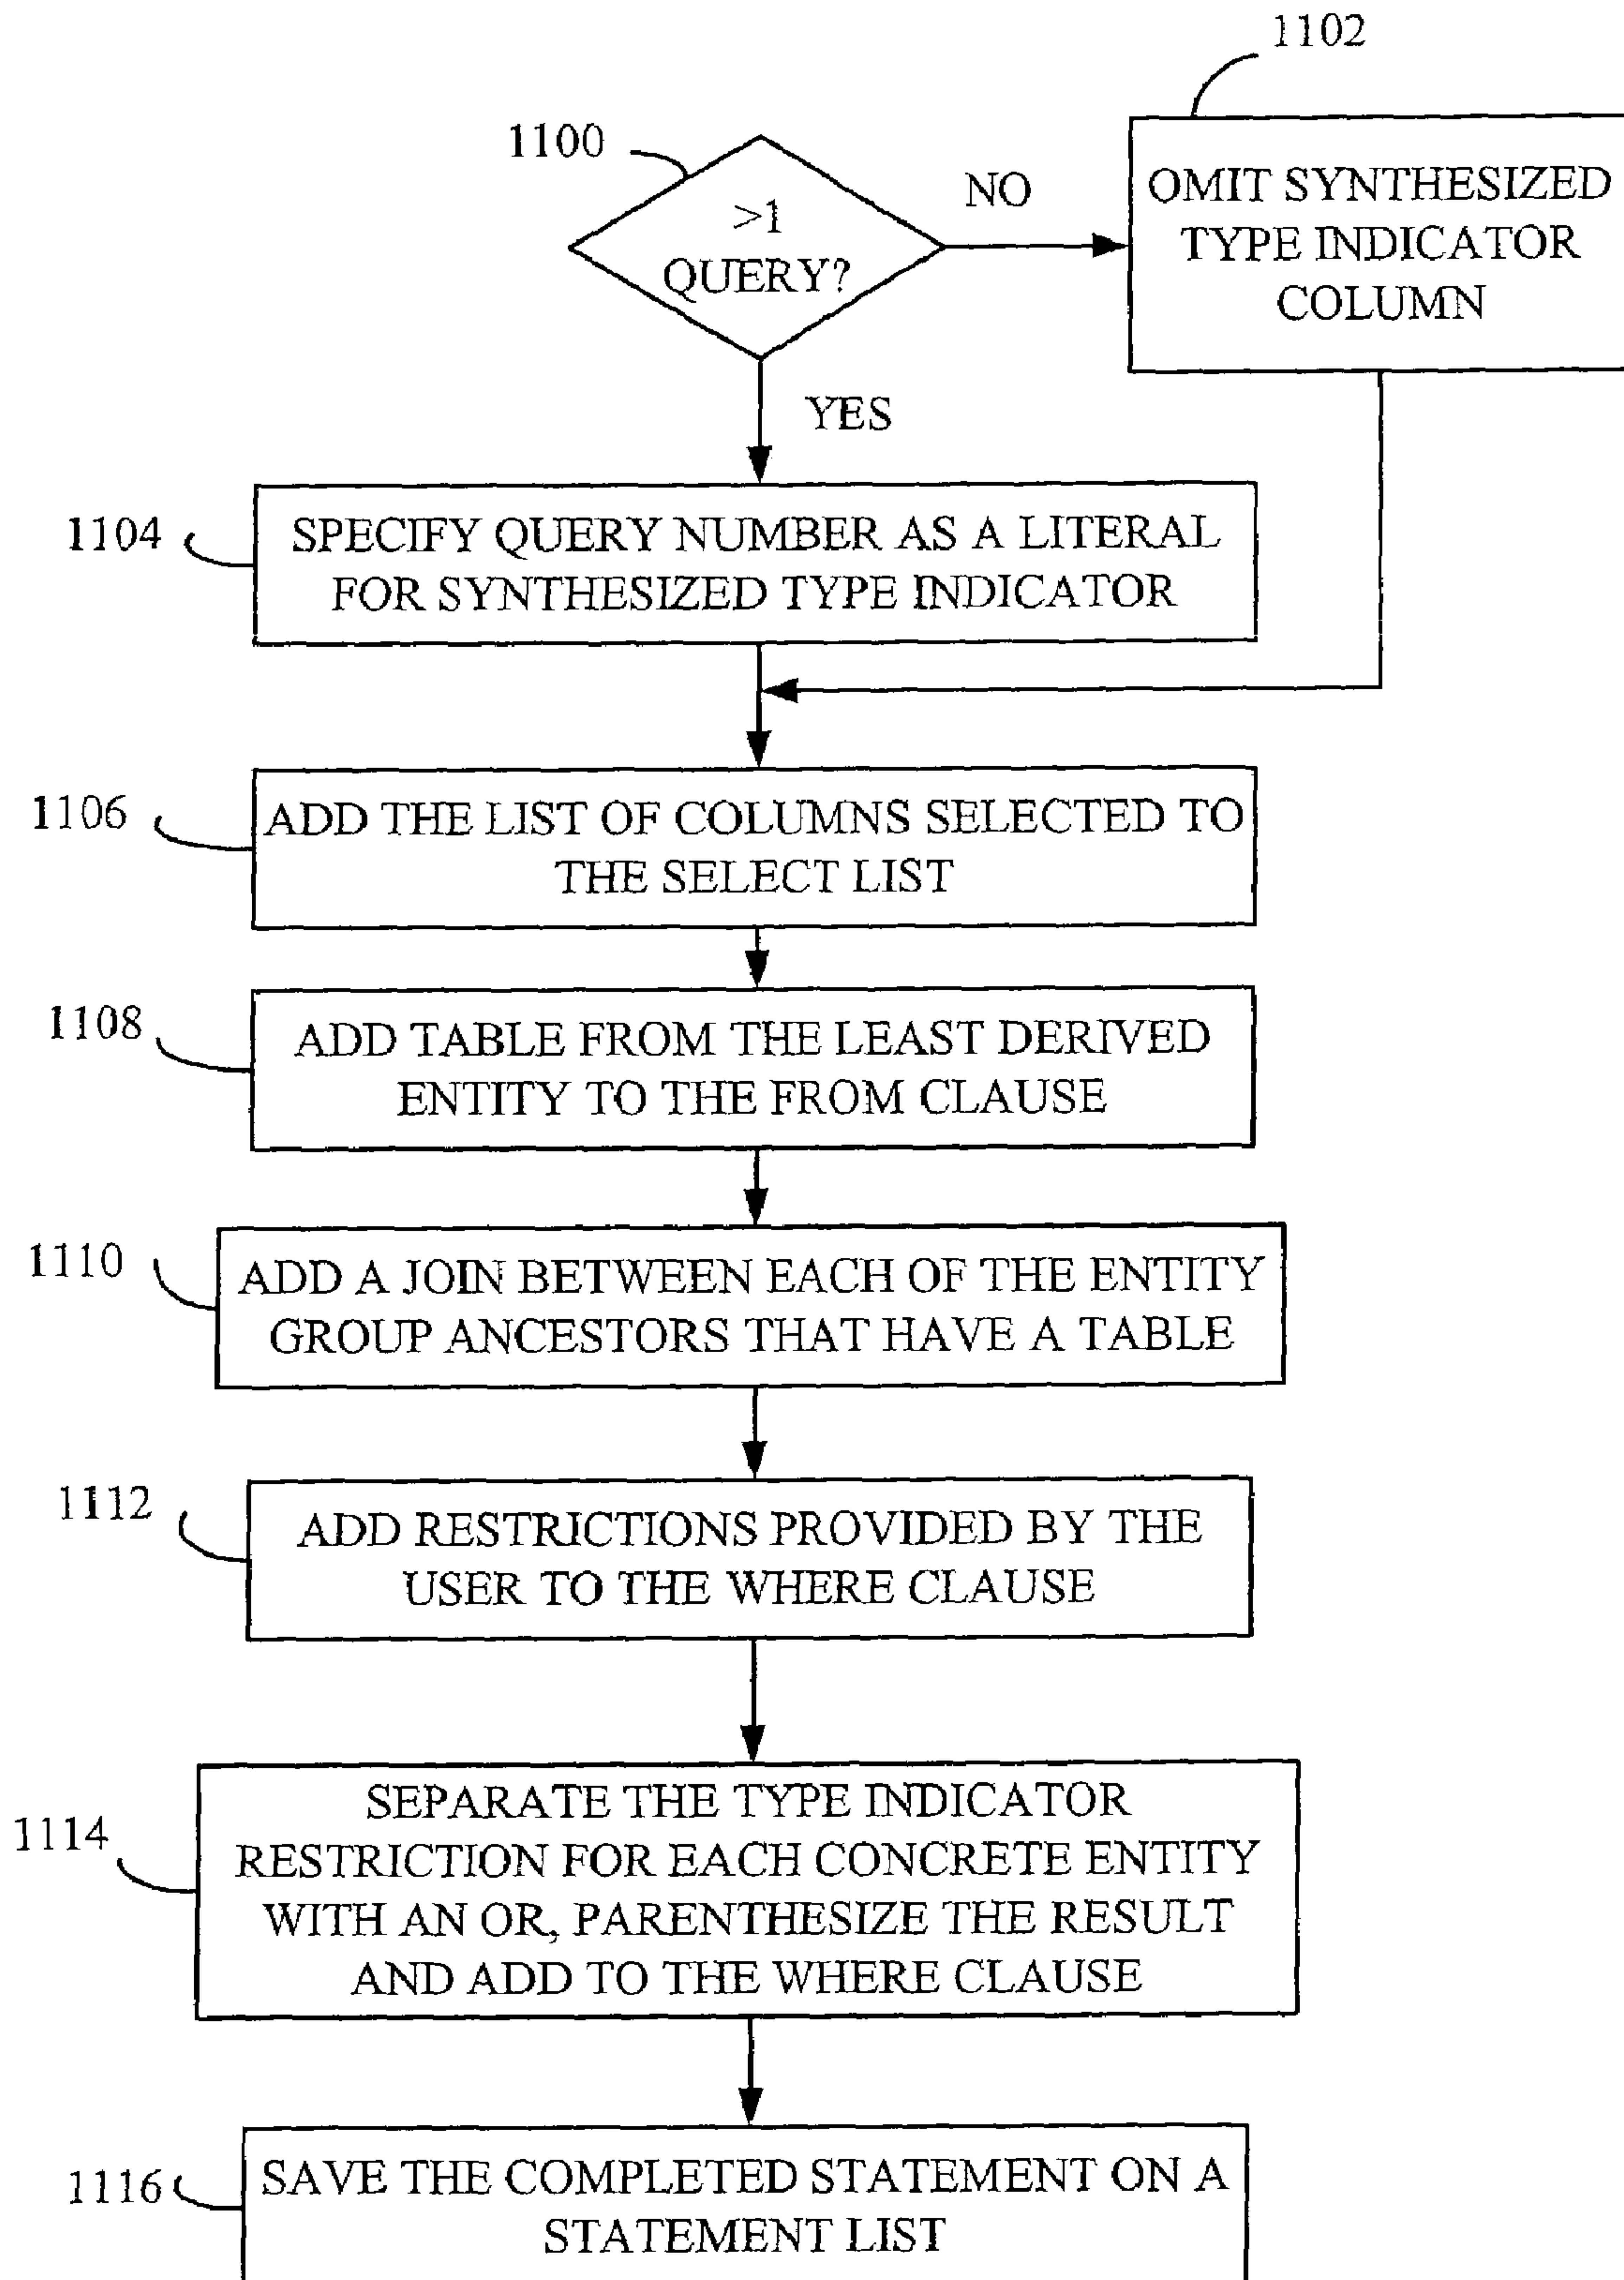 1102
1100
>1
QUERY?
NO
OMIT SYNTHESIZED
TYPE INDICATOR
COLUMN
YES
1104
SPECIFY QUERY NUMBER AS A LITERAL
FOR SYNTHESIZED TYPE INDICATOR
1106
ADD THE LIST OF COLUMNS SELECTED TO
THE SELECT LIST
1108
ADD TABLE FROM THE LEAST DERIVED
ENTITY TO THE FROM CLAUSE
1110
ADD A JOIN BETWEEN EACH OF THE ENTITY
GROUP ANCESTORS THAT HAVE A TABLE
1112
ADD RESTRICTIONS PROVIDED BY THE
USER TO THE WHERE CLAUSE
1114
SEPARATE THE TYPE INDICATOR
RESTRICTION FOR EACH CONCRETE ENTITY
WITH AN OR, PARENTHESIZE THE RESULT
AND ADD TO THE WHERE CLAUSE
1116
SAVE THE COMPLETED STATEMENT ON A
STATEMENT LIST